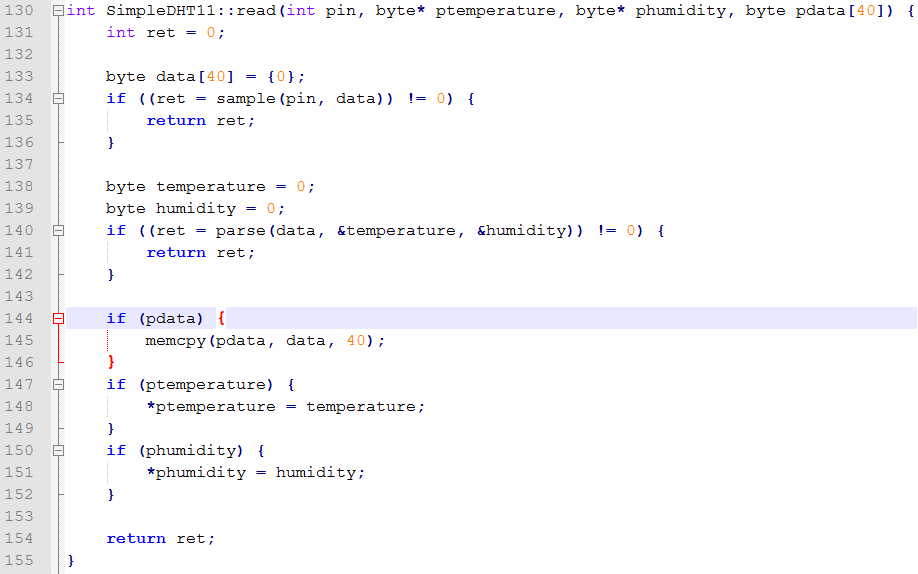 130 int SimpleDHT11::read(int pin, byte* ptemperature, byte* phumidity, byte pdata[40]) {
131     int ret = 0;
132
133     byte data[40] = {0};
134     if ((ret = sample(pin, data)) != 0) {
135         return ret;
136     }
137
138     byte temperature = 0;
139     byte humidity = 0;
140     if ((ret = parse(data, &temperature, &humidity)) != 0) {
141         return ret;
142     }
143
144     if (pdata) {
145         memcpy(pdata, data, 40);
146     }
147     if (ptemperature) {
148         *ptemperature = temperature;
149     }
150     if (phumidity) {
151         *phumidity = humidity;
152     }
153
154     return ret;
155 }